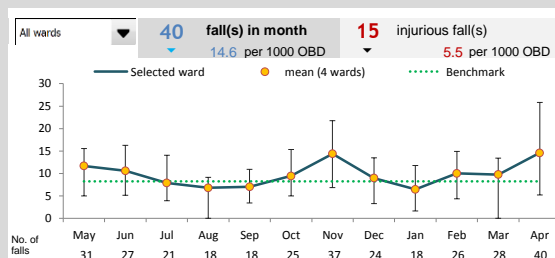 All wards
40 fall(s) in month
14.6 per 1000 OBD
15 injurious fall(s)
5.5 per 1000 OBD
Selected ward mean (4 wards) Benchmark
30
25
20
15
10
5
0
May Jun Jul Aug Sep Oct Nov Dec Jan Feb Mar Apr
No. of falls
31 27 21 18 18 25 37 24 18 26 28 40